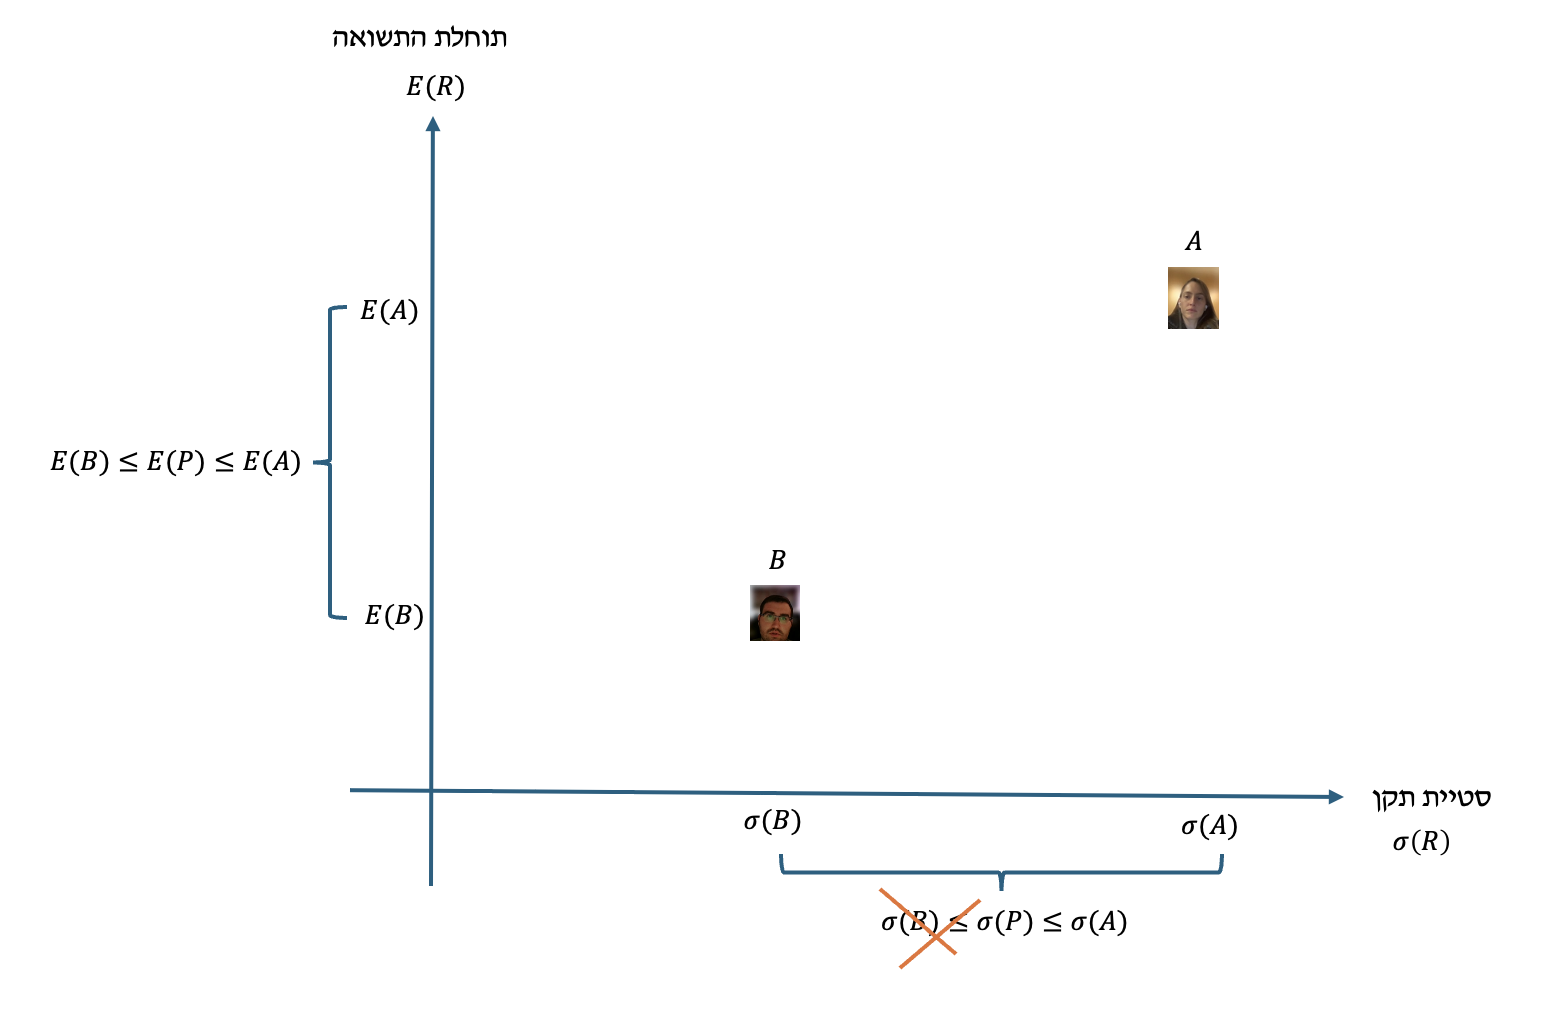 תוחלת התשואה
E(R)
A
E(A)
E(B) ≤ E(P) ≤ E(A)
B
E(B)
סטיית תקן
σ(R)
σ(B)
σ(A)
σ(B) ≤ σ(P) ≤ σ(A)